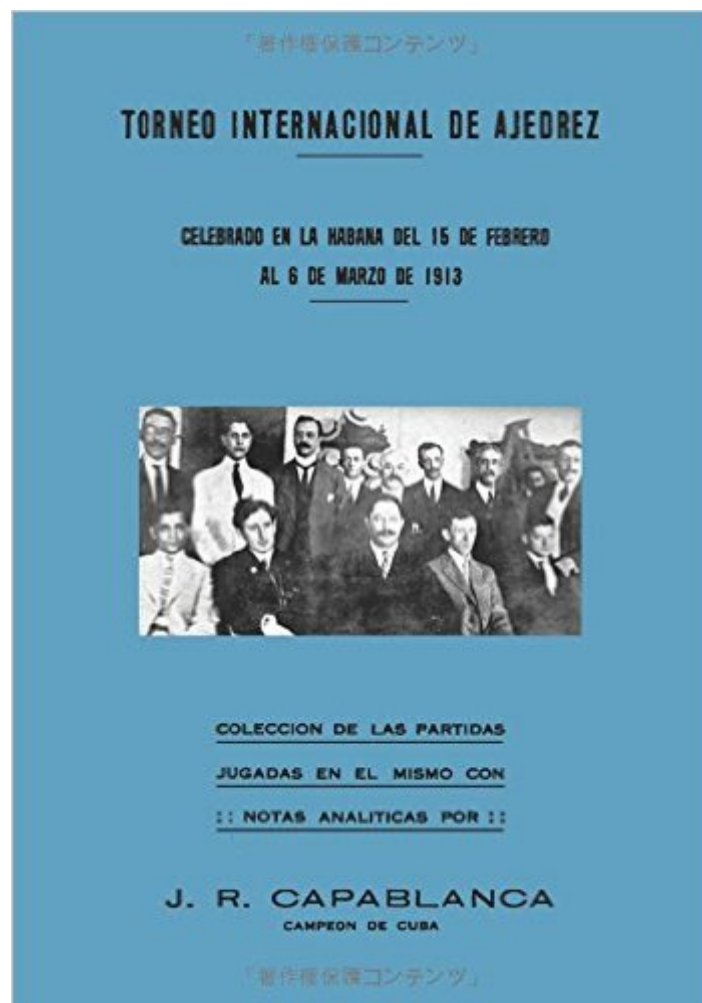 「著作権保護コンテンツ」
TORNEO INTERNACIONAL DE AJEDREZ
CELEBRADO EN LA HABANA DEL 15 DE FEBRERO
AL 6 DE MARZO DE 1913
COLECCION DE LAS PARTIDAS
JUGADAS EN EL MISMO CON
:: NOTAS ANALITICAS POR ::
J. R. CAPABLANCA
CAMPEON DE CUBA
「著作権保護コンテンツ」